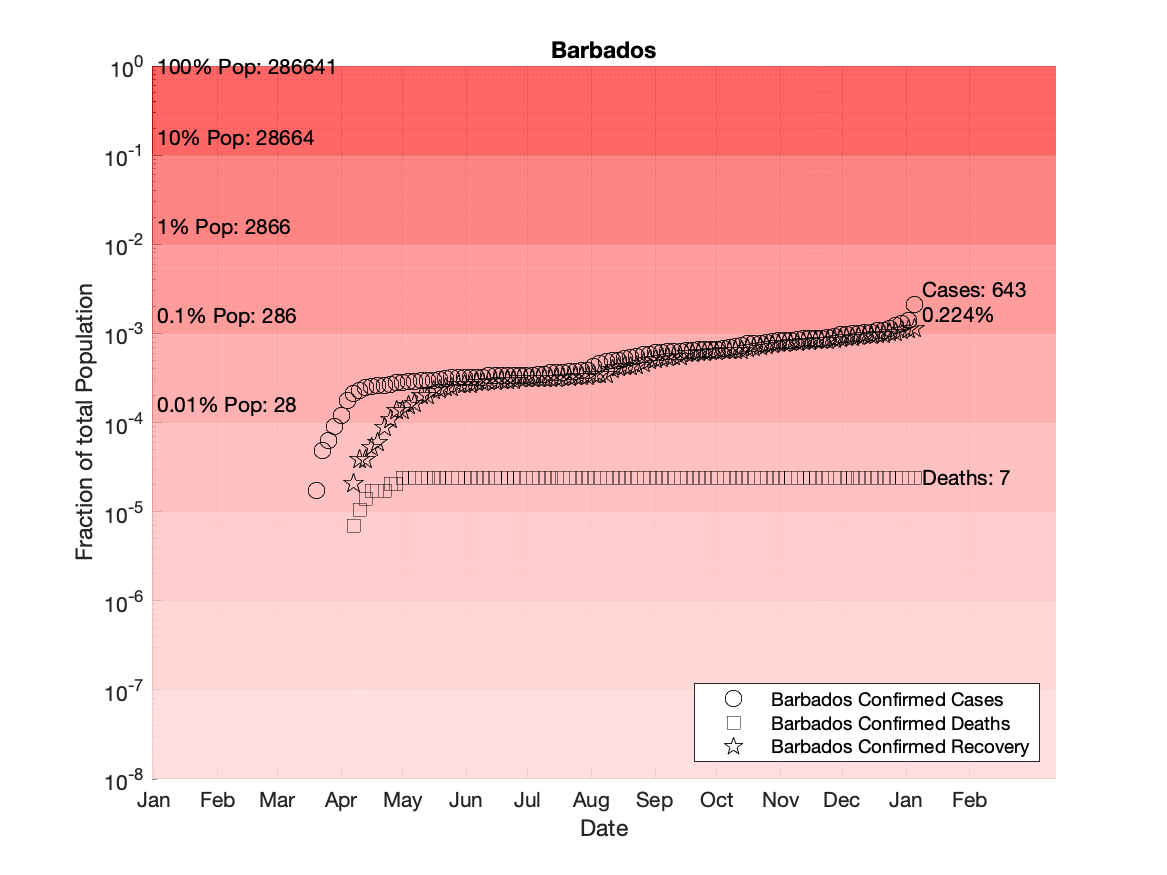 Barbados
10^0
100% Pop: 286641
10% Pop: 28664
10^-1
1% Pop: 2866
10^-2
Cases: 643
0.224%
0.1% Pop: 286
10^-3
0.01% Pop: 28
10^-4
Deaths: 7
10^-5
10^-6
10^-7
10^-8
Fraction of total Population
Barbados Confirmed Cases
Barbados Confirmed Deaths
Barbados Confirmed Recovery
Jan Feb Mar Apr May Jun Jul Aug Sep Oct Nov Dec Jan Feb
Date